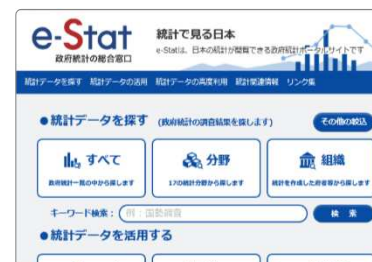 e-Stat
政府統計の総合窓口
統計で見る日本
e-Statは、日本の統計が閲覧できる政府統計ポータルサイトです
統計データを探す 統計データの活用 統計データの高度利用 統計関連情報 リンク集
●統計データを探す (政府統計の調査結果を探します) その他の絞込
すべて 分野 組織
政府統計一覧の中から探します 17の統計分野から探します 統計を作成した府省等から探します
キーワード検索： 例：国勢調査 検 索
●統計データを活用する